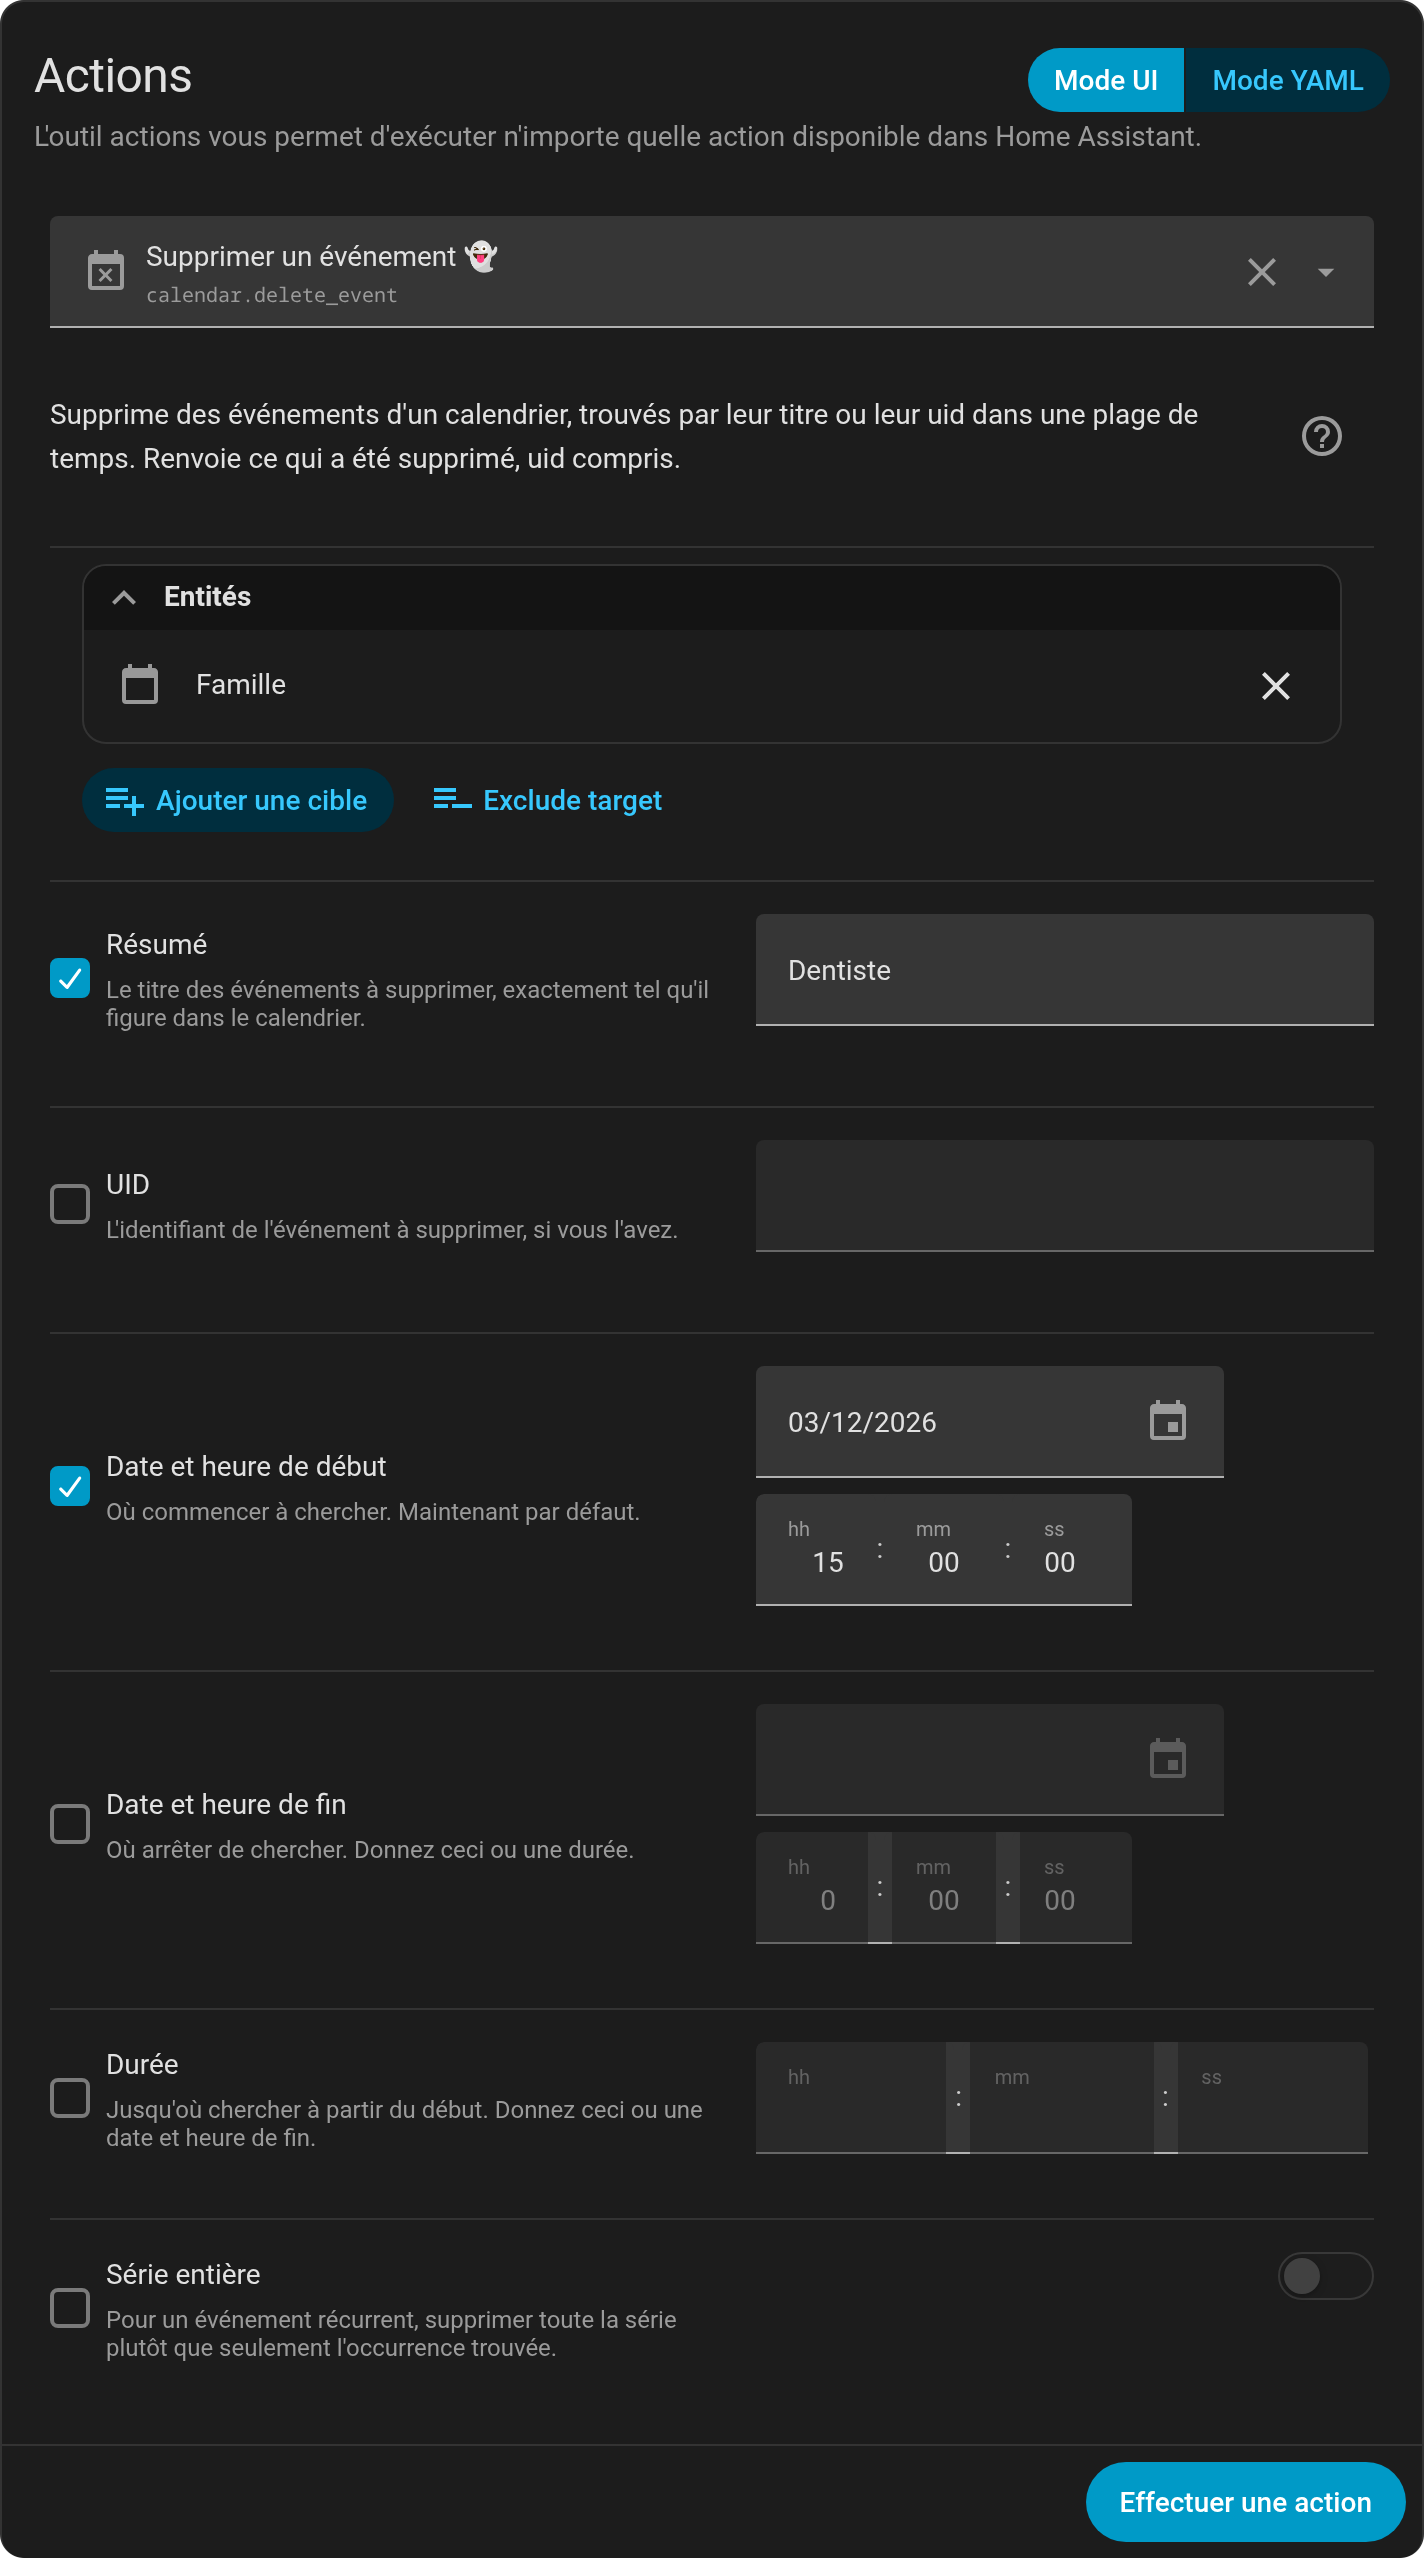 Actions
Mode UI
Mode YAML
L'outil actions vous permet d'exécuter n'importe quelle action disponible dans Home Assistant.
Supprimer un événement 👻
calendar.delete_event
Supprime des événements d'un calendrier, trouvés par leur titre ou leur uid dans une plage de
temps. Renvoie ce qui a été supprimé, uid compris.
Entités
Famille
Ajouter une cible
Exclude target
Résumé
Le titre des événements à supprimer, exactement tel qu'il
figure dans le calendrier.
Dentiste
UID
L'identifiant de l'événement à supprimer, si vous l'avez.
Date et heure de début
Où commencer à chercher. Maintenant par défaut.
03/12/2026
hh mm ss
15 : 00 : 00
Date et heure de fin
Où arrêter de chercher. Donnez ceci ou une durée.
hh mm ss
0 : 00 : 00
Durée
Jusqu'où chercher à partir du début. Donnez ceci ou une
date et heure de fin.
hh : mm : ss
Série entière
Pour un événement récurrent, supprimer toute la série
plutôt que seulement l'occurrence trouvée.
Effectuer une action